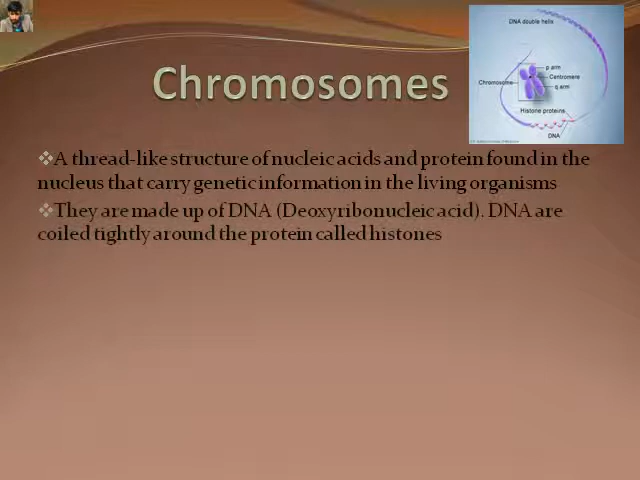 DNA double helix
Chromosomes
p arm
Centromere
Chromosome
q arm
Histone proteins
DNA
❖A thread-like structure of nucleic acids and protein found in the
nucleus that carry genetic information in the living organisms
❖They are made up of DNA (Deoxyribonucleic acid). DNA are
coiled tightly around the protein called histones